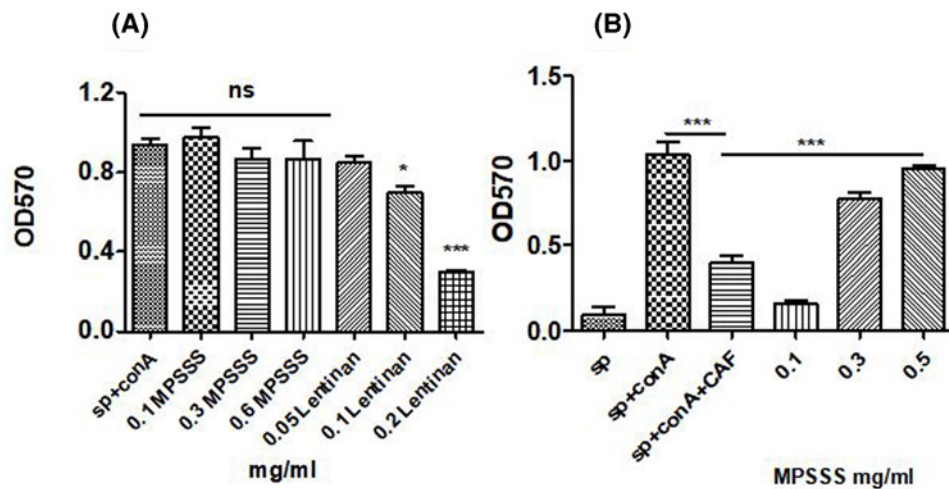 (A)
OD570
1.2
0.8
0.4
0.0
ns
*
***
sp+conA
0.1 MPSSS
0.3 MPSSS
0.6 MPSSS
0.05 Lentinan
0.1 Lentinan
0.2 Lentinan
mg/ml
(B)
OD570
1.5
1.0
0.5
0.0
***
***
sp
sp+conA
sp+conA+CAF
0.1
0.3
0.5
MPSSS mg/ml